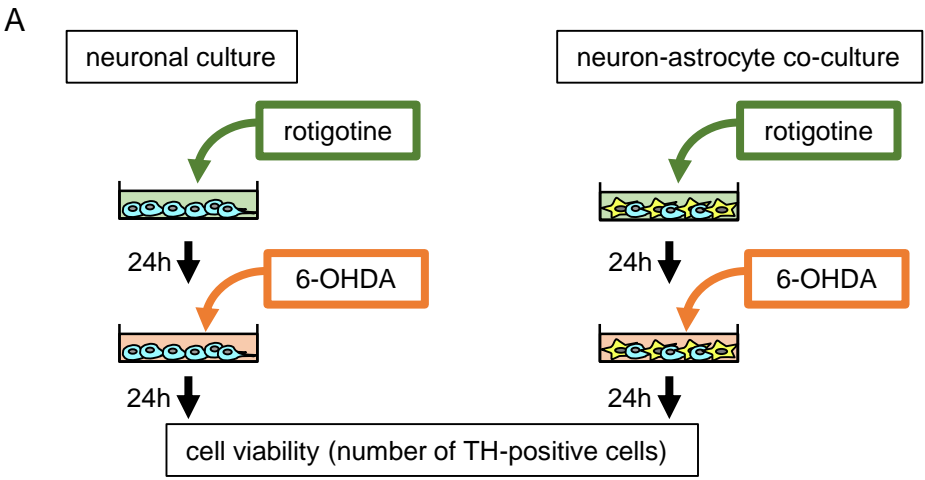 A
neuronal culture
neuron-astrocyte co-culture
rotigotine
rotigotine
24h
6-OHDA
24h
6-OHDA
24h
24h
cell viability (number of TH-positive cells)